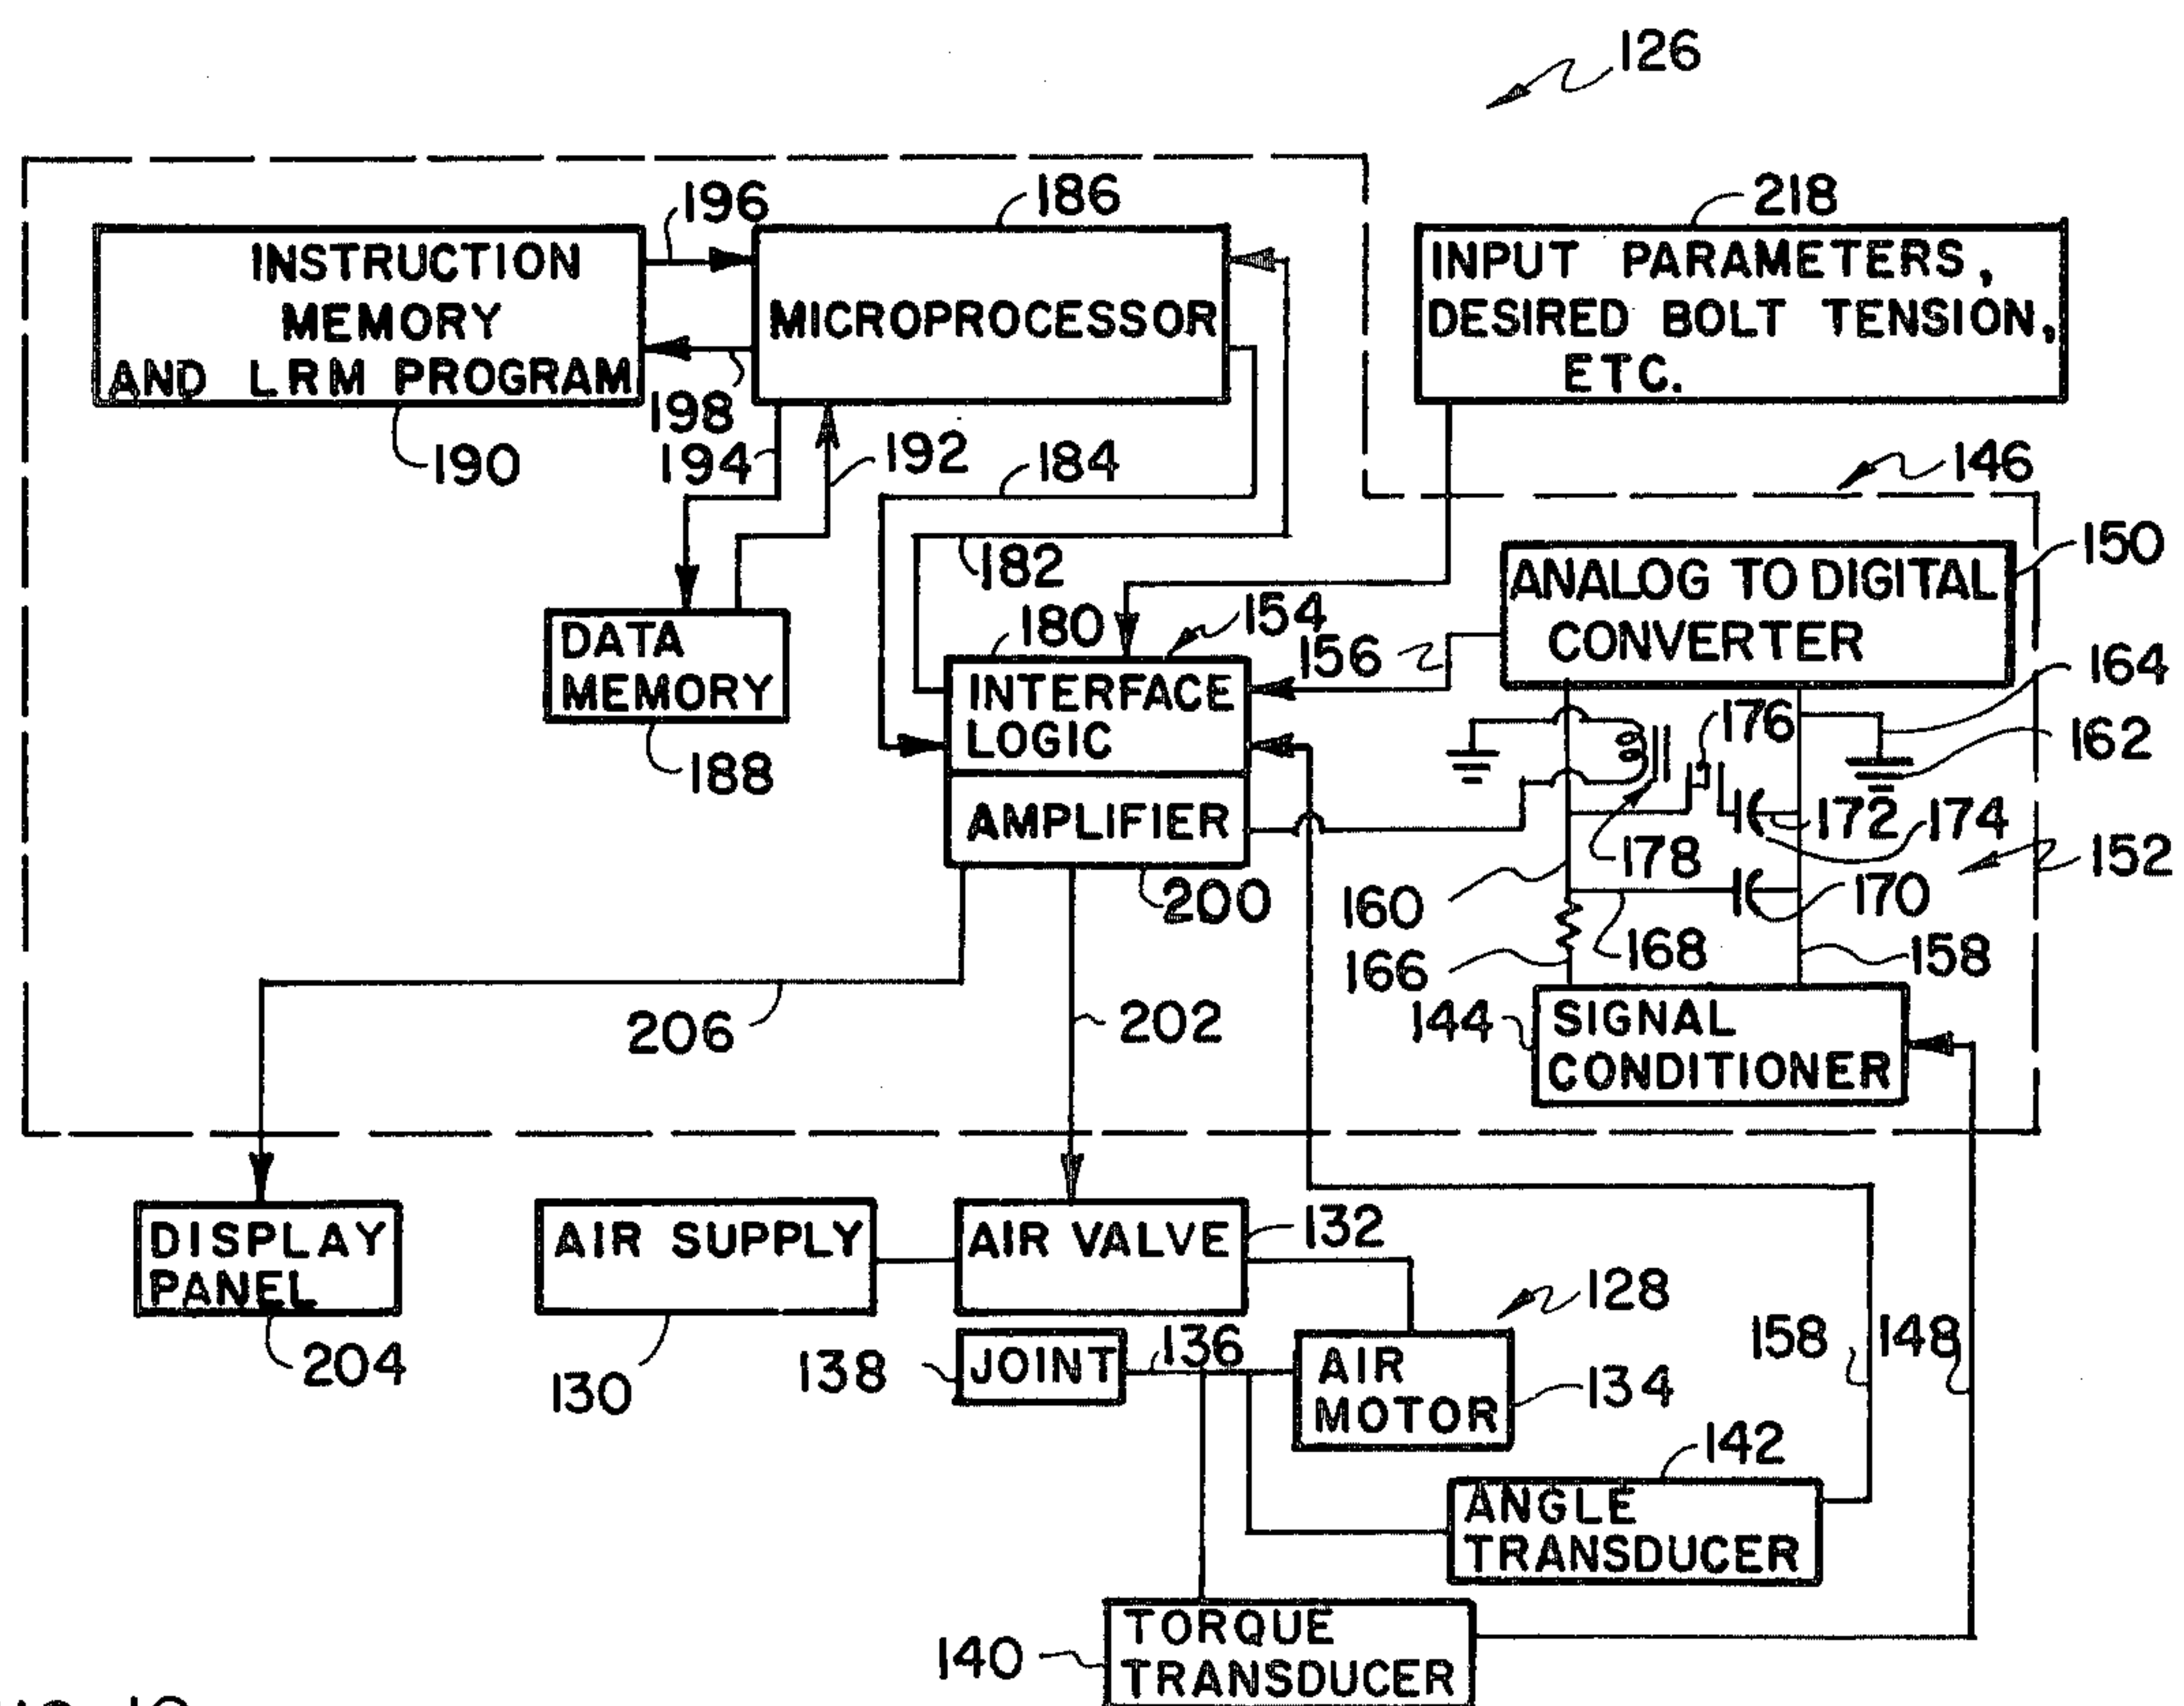 126
196
186
218
INSTRUCTION
MEMORY
AND LRM PROGRAM
MICROPROCESSOR
INPUT PARAMETERS,
DESIRED BOLT TENSION,
ETC.
198
190
194
192
184
146
182
150
ANALOG TO DIGITAL
CONVERTER
180
154
156
164
DATA
MEMORY
INTERFACE
LOGIC
176
162
188
AMPLIFIER
172
174
178
152
200
160
170
168
158
166
206
202
144
SIGNAL
CONDITIONER
DISPLAY
PANEL
AIR SUPPLY
AIR VALVE
132
128
204
130
138
JOINT
136
AIR
MOTOR
134
158
148
142
ANGLE
TRANSDUCER
140
TORQUE
TRANSDUCER